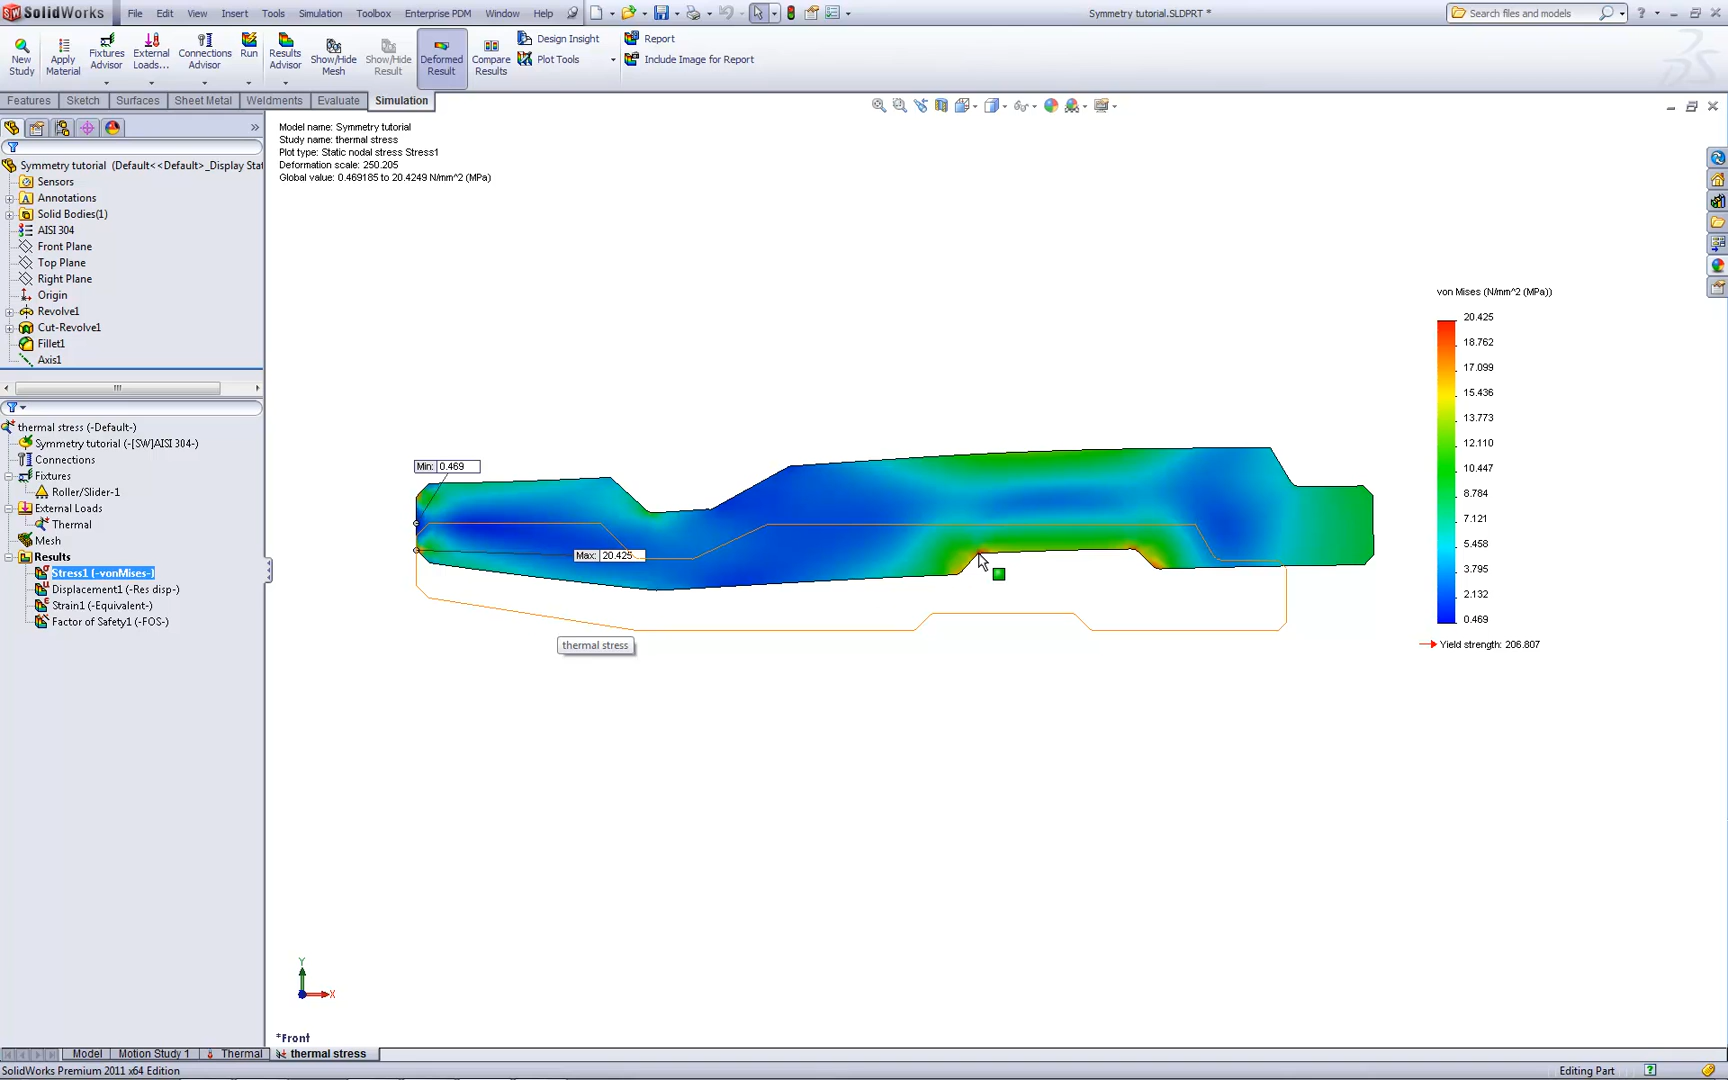 SW SolidWorks File Edit View Insert Tools Simulation Toolbox Enterprise PDM Window Help Symmetry tutorial.SLDPRT * Search files and models
New Study
Apply Material
Fixtures Advisor
External Loads...
Connections Advisor
Run
Results Advisor
Show/Hide Mesh
Show/Hide Result
Deformed Result
Compare Results
Design Insight
Plot Tools
Report
Include Image for Report
Features Sketch Surfaces Sheet Metal Weldments Evaluate Simulation
Symmetry tutorial (Default<<Default>_Display Stat
Sensors
Annotations
Solid Bodies(1)
AISI 304
Front Plane
Top Plane
Right Plane
Origin
Revolve1
Cut-Revolve1
Fillet1
Axis1
thermal stress (-Default-)
Symmetry tutorial (-[SW]AISI 304-)
Connections
Fixtures
Roller/Slider-1
External Loads
Thermal
Mesh
Results
Stress1 (-vonMises-)
Displacement1 (-Res disp-)
Strain1 (-Equivalent-)
Factor of Safety1 (-FOS-)
Model name: Symmetry tutorial
Study name: thermal stress
Plot type: Static nodal stress Stress1
Deformation scale: 250.205
Global value: 0.469185 to 20.4249 N/mm^2 (MPa)
Min: 0.469
Max: 20.425
thermal stress
von Mises (N/mm^2 (MPa))
20.425
18.762
17.099
15.436
13.773
12.110
10.447
8.784
7.121
5.458
3.795
2.132
0.469
Yield strength: 206.807
Y
X
*Front
Model Motion Study 1 Thermal thermal stress
SolidWorks Premium 2011 x64 Edition Editing Part